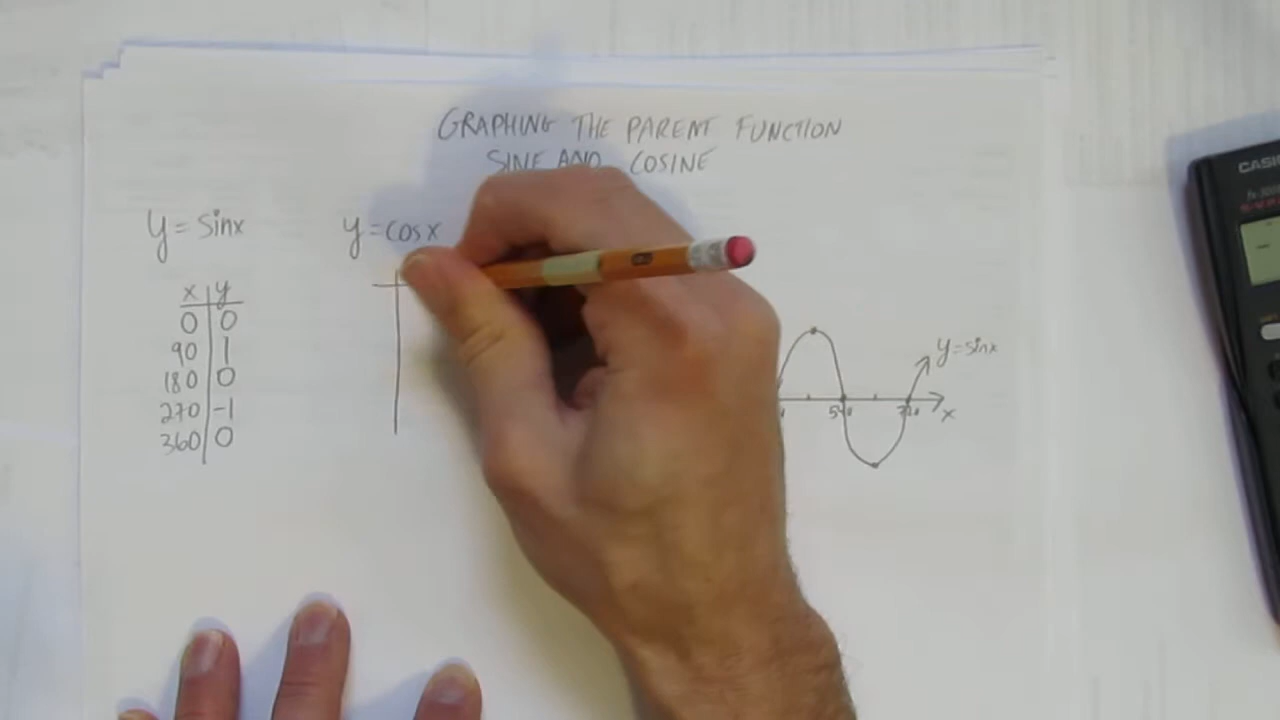 GRAPHING THE PARENT FUNCTION
SINE AND COSINE
y = sinx
y = cosx
x y
0 0
90 1
180 0
270 -1
360 0
y = sinx
x
CASIO